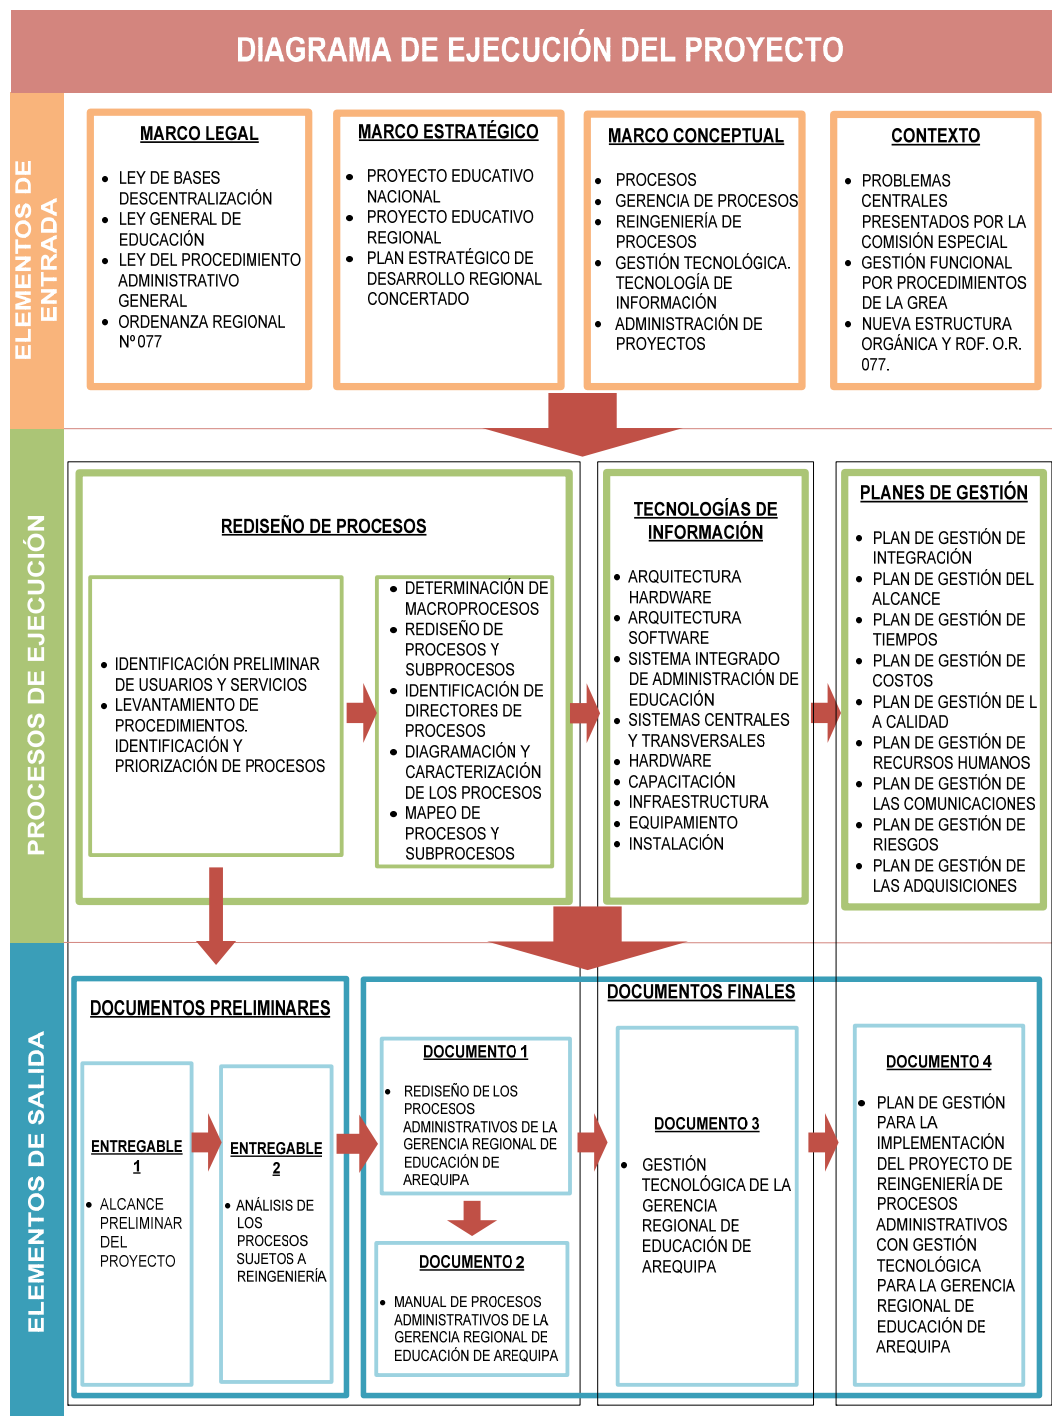 DIAGRAMA DE EJECUCIÓN DEL PROYECTO
ELEMENTOS DE
ENTRADA
MARCO LEGAL
• LEY DE BASES
DESCENTRALIZACIÓN
• LEY GENERAL DE
EDUCACIÓN
• LEY DEL PROCEDIMIENTO
ADMINISTRATIVO
GENERAL
• ORDENANZA REGIONAL
Nº 077
MARCO ESTRATÉGICO
• PROYECTO EDUCATIVO
NACIONAL
• PROYECTO EDUCATIVO
REGIONAL
• PLAN ESTRATÉGICO DE
DESARROLLO REGIONAL
CONCERTADO
MARCO CONCEPTUAL
• PROCESOS
• GERENCIA DE PROCESOS
• REINGENIERÍA DE
PROCESOS
• GESTIÓN TECNOLÓGICA.
TECNOLOGÍA DE
INFORMACIÓN
• ADMINISTRACIÓN DE
PROYECTOS
CONTEXTO
• PROBLEMAS
CENTRALES
PRESENTADOS POR LA
COMISIÓN ESPECIAL
• GESTIÓN FUNCIONAL
POR PROCEDIMIENTOS
DE LA GREA
• NUEVA ESTRUCTURA
ORGÁNICA Y ROF. O.R.
077.
PROCESOS DE EJECUCIÓN
REDISEÑO DE PROCESOS
• IDENTIFICACIÓN PRELIMINAR
DE USUARIOS Y SERVICIOS
• LEVANTAMIENTO DE
PROCEDIMIENTOS.
IDENTIFICACIÓN Y
PRIORIZACIÓN DE PROCESOS
• DETERMINACIÓN DE
MACROPROCESOS
• REDISEÑO DE
PROCESOS Y
SUBPROCESOS
• IDENTIFICACIÓN DE
DIRECTORES DE
PROCESOS
• DIAGRAMACIÓN Y
CARACTERIZACIÓN
DE LOS PROCESOS
• MAPEO DE
PROCESOS Y
SUBPROCESOS
TECNOLOGÍAS DE
INFORMACIÓN
• ARQUITECTURA
HARDWARE
• ARQUITECTURA
SOFTWARE
• SISTEMA INTEGRADO
DE ADMINISTRACIÓN DE
EDUCACIÓN
• SISTEMAS CENTRALES
Y TRANSVERSALES
• HARDWARE
• CAPACITACIÓN
• INFRAESTRUCTURA
• EQUIPAMIENTO
• INSTALACIÓN
PLANES DE GESTIÓN
• PLAN DE GESTIÓN DE
INTEGRACIÓN
• PLAN DE GESTIÓN DEL
ALCANCE
• PLAN DE GESTIÓN DE
TIEMPOS
• PLAN DE GESTIÓN DE
COSTOS
• PLAN DE GESTIÓN DE L
A CALIDAD
• PLAN DE GESTIÓN DE
RECURSOS HUMANOS
• PLAN DE GESTIÓN DE
LAS COMUNICACIONES
• PLAN DE GESTIÓN DE
RIESGOS
• PLAN DE GESTIÓN DE
LAS ADQUISICIONES
ELEMENTOS DE SALIDA
DOCUMENTOS PRELIMINARES
ENTREGABLE
1
• ALCANCE
PRELIMINAR
DEL
PROYECTO
ENTREGABLE
2
• ANÁLISIS DE
LOS
PROCESOS
SUJETOS A
REINGENIERÍA
DOCUMENTOS FINALES
DOCUMENTO 1
• REDISEÑO DE LOS
PROCESOS
ADMINISTRATIVOS DE LA
GERENCIA REGIONAL DE
EDUCACIÓN DE
AREQUIPA
DOCUMENTO 2
• MANUAL DE PROCESOS
ADMINISTRATIVOS DE LA
GERENCIA REGIONAL DE
EDUCACIÓN DE AREQUIPA
DOCUMENTO 3
• GESTIÓN
TECNOLÓGICA DE LA
GERENCIA
REGIONAL DE
EDUCACIÓN DE
AREQUIPA
DOCUMENTO 4
• PLAN DE GESTIÓN
PARA LA
IMPLEMENTACIÓN
DEL PROYECTO DE
REINGENIERÍA DE
PROCESOS
ADMINISTRATIVOS
CON GESTIÓN
TECNOLÓGICA
PARA LA GERENCIA
REGIONAL DE
EDUCACIÓN DE
AREQUIPA